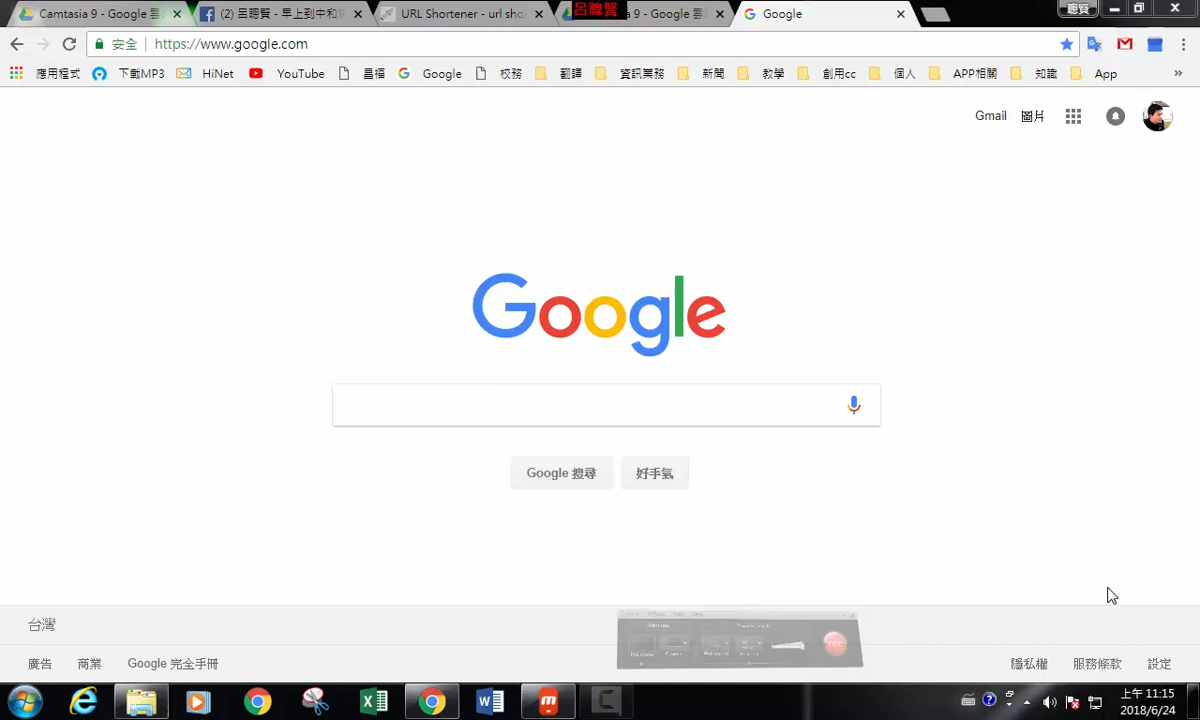 Camtasia 9 - Google 雲
(2) 呂聰賢 - 早上到中和
URL Shortener - url sho
呂聰賢
a 9 - Google 雲
Google
聰賢
安全
https://www.google.com
應用程式
下載MP3
HiNet
YouTube
昌福
Google
校務
翻譯
資訊業務
新聞
教學
創用cc
個人
APP相關
知識
App
Gmail
圖片
Google
Google 搜尋
好手氣
台灣
廣告
商業
Google 完全手冊
隱私權
服務條款
設定
上午 11:15
2018/6/24